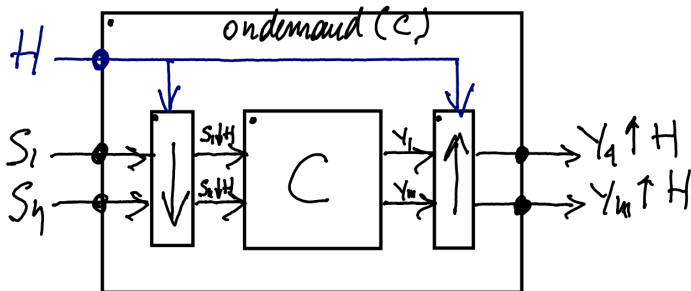 ondemand(C)
H
S₁ S₁↓H Y₁ Y₁↑H
Sₙ Sₙ↓H Yₘ Yₘ↑H
C